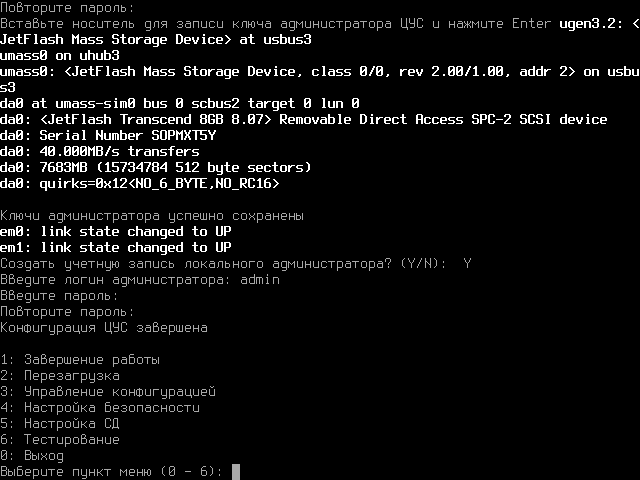 Повторите пароль:
Вставьте носитель для записи ключа администратора ЦУС и нажмите Enter ugen3.2: <
JetFlash Mass Storage Device> at usbus3
umass0 on uhub3
umass0: <JetFlash Mass Storage Device, class 0/0, rev 2.00/1.00, addr 2> on usbu
s3
da0 at umass-sim0 bus 0 scbus2 target 0 lun 0
da0: <JetFlash Transcend 8GB 8.07> Removable Direct Access SPC-2 SCSI device
da0: Serial Number SOPMXT5Y
da0: 40.000MB/s transfers
da0: 7683MB (15734784 512 byte sectors)
da0: quirks=0x12<NO_6_BYTE,NO_RC16>
Ключи администратора успешно сохранены
em0: link state changed to UP
em1: link state changed to UP
Создать учетную запись локального администратора? (Y/N):  Y
Введите логин администратора: admin
Введите пароль:
Повторите пароль:
Конфигурация ЦУС завершена
1: Завершение работы
2: Перезагрузка
3: Управление конфигурацией
4: Настройка безопасности
5: Настройка СД
6: Тестирование
0: Выход
Выберите пункт меню (0 - 6):